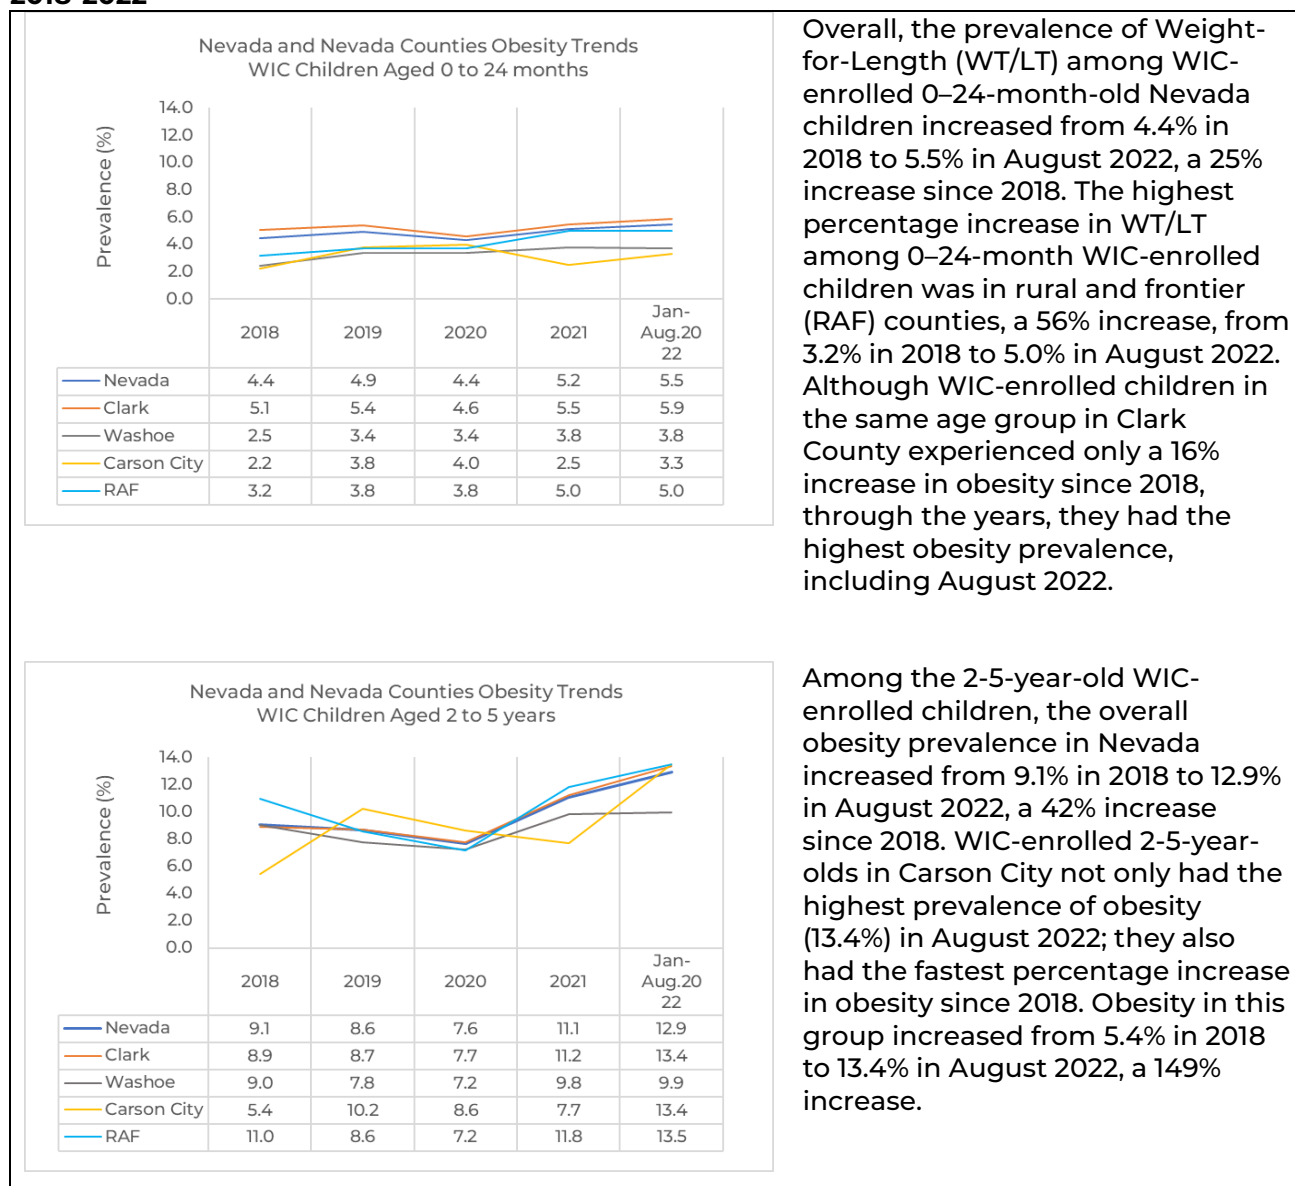 2018-2022
Nevada and Nevada Counties Obesity Trends
WIC Children Aged 0 to 24 months
Prevalence (%)
14.0
12.0
10.0
8.0
6.0
4.0
2.0
0.0
2018 2019 2020 2021 Jan-
Aug.20
22
Nevada 4.4 4.9 4.4 5.2 5.5
Clark 5.1 5.4 4.6 5.5 5.9
Washoe 2.5 3.4 3.4 3.8 3.8
Carson City 2.2 3.8 4.0 2.5 3.3
RAF 3.2 3.8 3.8 5.0 5.0
Overall, the prevalence of Weight-
for-Length (WT/LT) among WIC-
enrolled 0–24-month-old Nevada
children increased from 4.4% in
2018 to 5.5% in August 2022, a 25%
increase since 2018. The highest
percentage increase in WT/LT
among 0–24-month WIC-enrolled
children was in rural and frontier
(RAF) counties, a 56% increase, from
3.2% in 2018 to 5.0% in August 2022.
Although WIC-enrolled children in
the same age group in Clark
County experienced only a 16%
increase in obesity since 2018,
through the years, they had the
highest obesity prevalence,
including August 2022.
Nevada and Nevada Counties Obesity Trends
WIC Children Aged 2 to 5 years
Prevalence (%)
14.0
12.0
10.0
8.0
6.0
4.0
2.0
0.0
2018 2019 2020 2021 Jan-
Aug.20
22
Nevada 9.1 8.6 7.6 11.1 12.9
Clark 8.9 8.7 7.7 11.2 13.4
Washoe 9.0 7.8 7.2 9.8 9.9
Carson City 5.4 10.2 8.6 7.7 13.4
RAF 11.0 8.6 7.2 11.8 13.5
Among the 2-5-year-old WIC-
enrolled children, the overall
obesity prevalence in Nevada
increased from 9.1% in 2018 to 12.9%
in August 2022, a 42% increase
since 2018. WIC-enrolled 2-5-year-
olds in Carson City not only had the
highest prevalence of obesity
(13.4%) in August 2022; they also
had the fastest percentage increase
in obesity since 2018. Obesity in this
group increased from 5.4% in 2018
to 13.4% in August 2022, a 149%
increase.